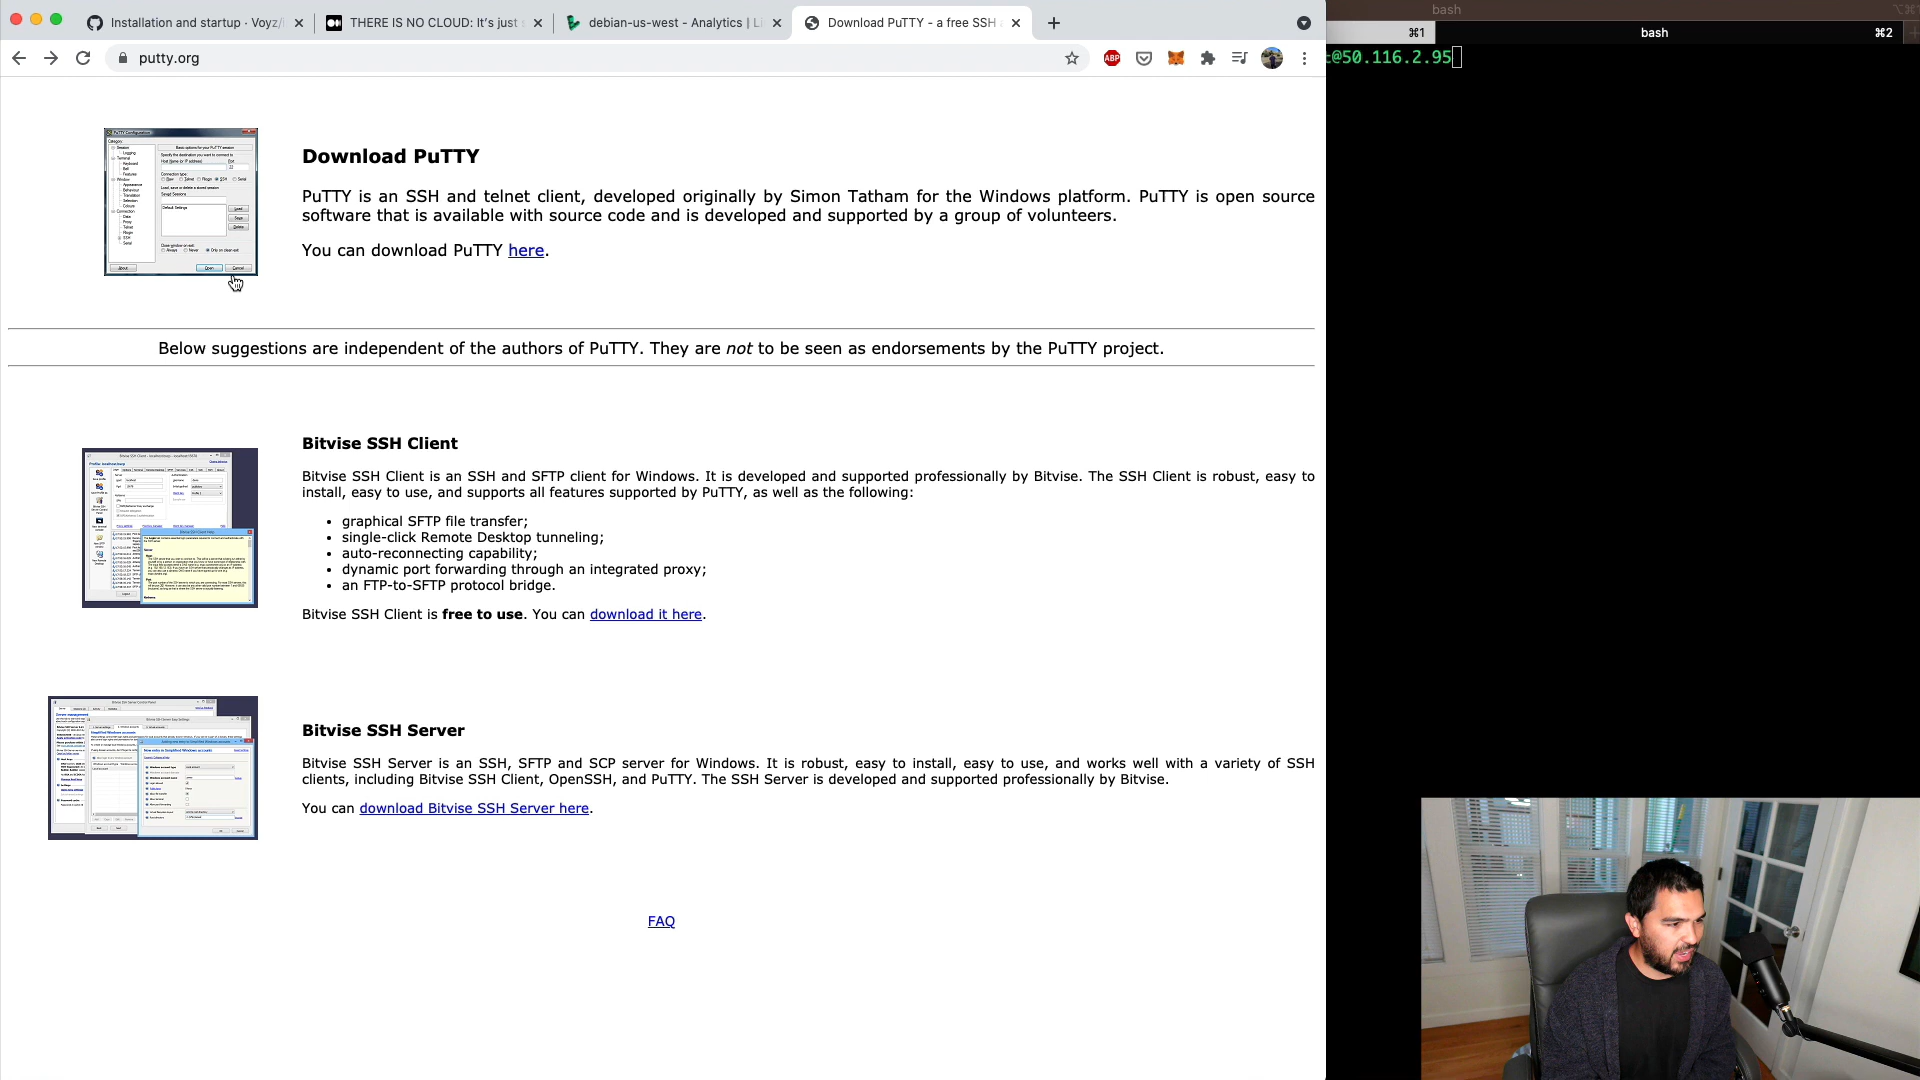 Installation and startup · Voyz/
THERE IS NO CLOUD: It's just
debian-us-west - Analytics | Li
Download PuTTY - a free SSH
bash
⌘1
bash
⌘2
putty.org
ABP
t@50.116.2.95
Download PuTTY
PuTTY is an SSH and telnet client, developed originally by Simon Tatham for the Windows platform. PuTTY is open source
software that is available with source code and is developed and supported by a group of volunteers.
You can download PuTTY here.
Below suggestions are independent of the authors of PuTTY. They are not to be seen as endorsements by the PuTTY project.
Bitvise SSH Client
Bitvise SSH Client is an SSH and SFTP client for Windows. It is developed and supported professionally by Bitvise. The SSH Client is robust, easy to
install, easy to use, and supports all features supported by PuTTY, as well as the following:
• graphical SFTP file transfer;
• single-click Remote Desktop tunneling;
• auto-reconnecting capability;
• dynamic port forwarding through an integrated proxy;
• an FTP-to-SFTP protocol bridge.
Bitvise SSH Client is free to use. You can download it here.
Bitvise SSH Server
Bitvise SSH Server is an SSH, SFTP and SCP server for Windows. It is robust, easy to install, easy to use, and works well with a variety of SSH
clients, including Bitvise SSH Client, OpenSSH, and PuTTY. The SSH Server is developed and supported professionally by Bitvise.
You can download Bitvise SSH Server here.
FAQ